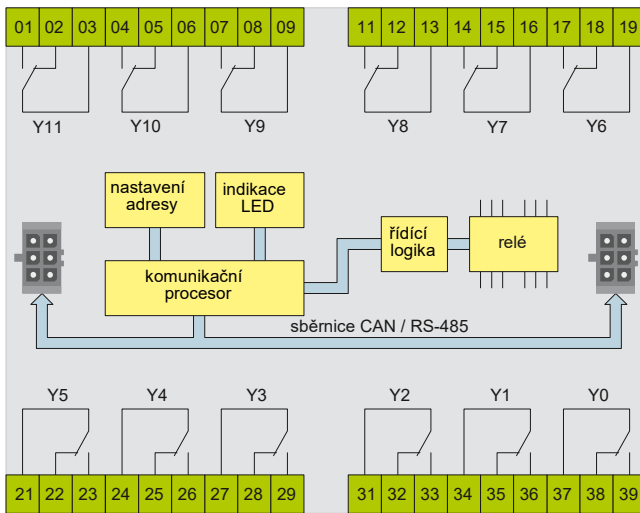 01 02 03 04 05 06 07 08 09 11 12 13 14 15 16 17 18 19
Y11 Y10 Y9 Y8 Y7 Y6
nastavení
adresy
indikace
LED
řídící
logika
relé
komunikační
procesor
sběrnice CAN / RS-485
Y5 Y4 Y3 Y2 Y1 Y0
21 22 23 24 25 26 27 28 29 31 32 33 34 35 36 37 38 39